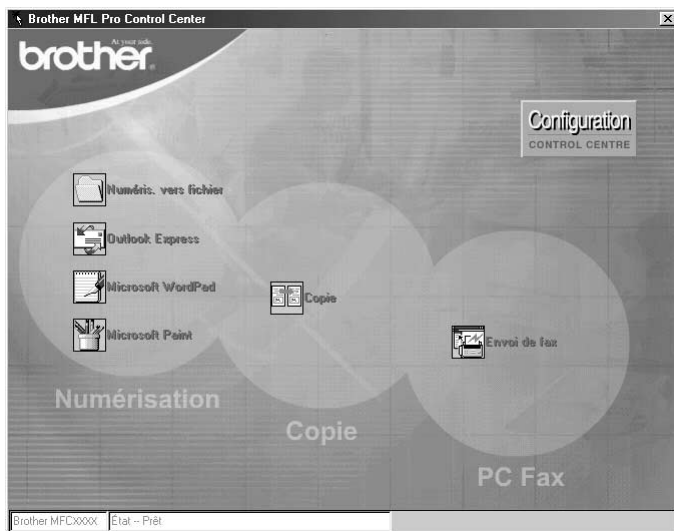 Brother MFL Pro Control Center
At your side.
brother®
Configuration
CONTROL CENTRE
Numéris. vers fichier
Outlook Express
Microsoft WordPad
Microsoft Paint
Numérisation
Copie
Copie
Envoi de fax
PC Fax
Brother MFCXXXX
État -- Prêt